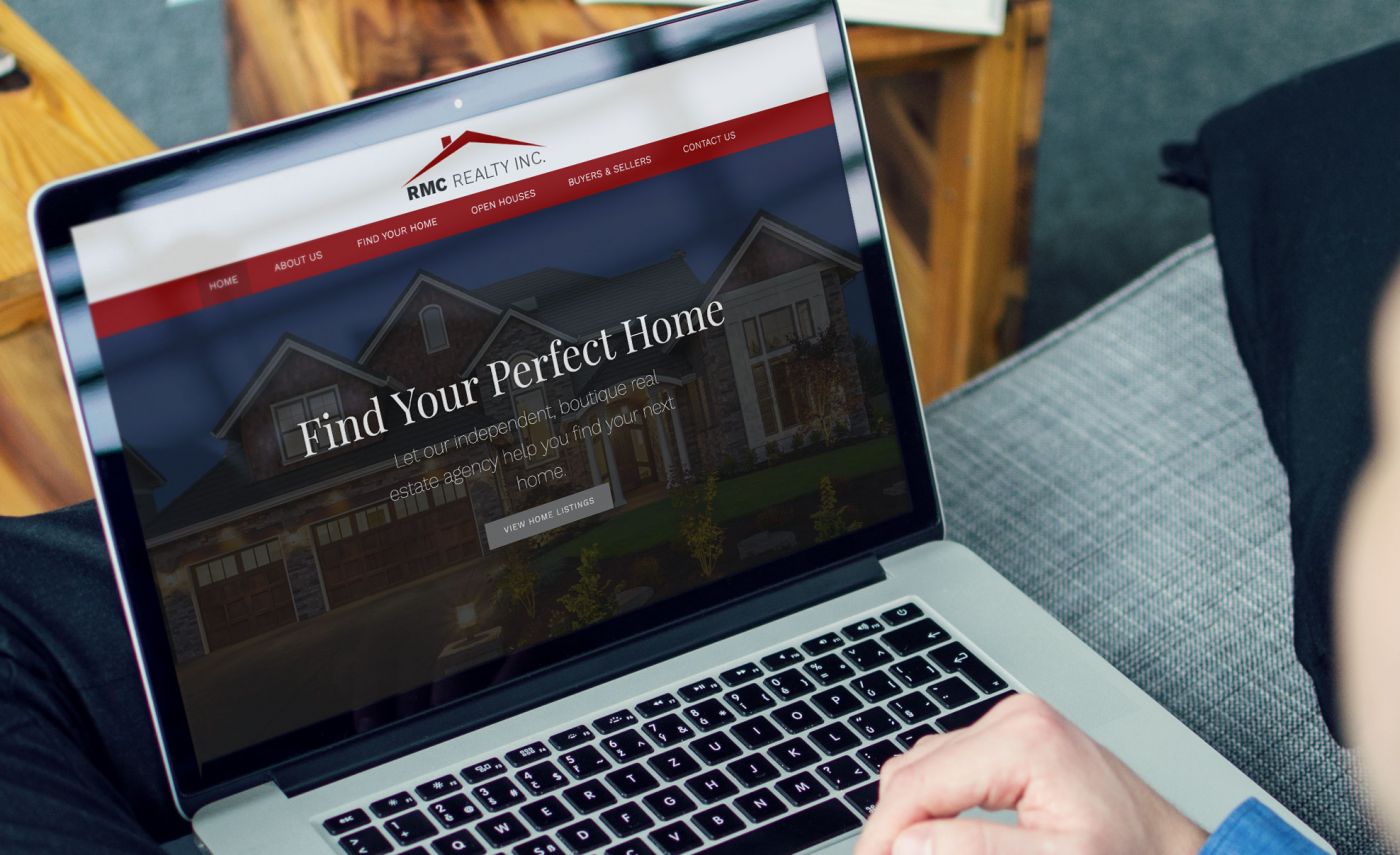 RMC REALTY INC.
HOME ABOUT US FIND YOUR HOME OPEN HOUSES BUYERS & SELLERS CONTACT US
Find Your Perfect Home
Let our independent, boutique real
estate agency help you find your next
home.
VIEW HOME LISTINGS
esc
Q W E R T Z U I O P
D F G H J K L
C V B N M